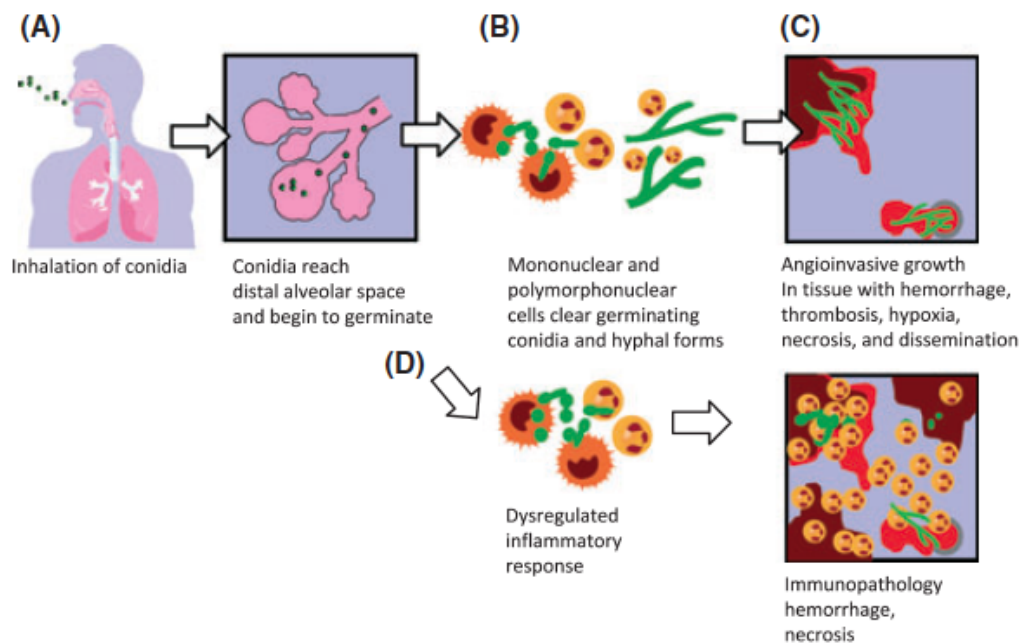 (A)
Inhalation of conidia
Conidia reach
distal alveolar space
and begin to germinate
(B)
Mononuclear and
polymorphonuclear
cells clear germinating
conidia and hyphal forms
(C)
Angioinvasive growth
In tissue with hemorrhage,
thrombosis, hypoxia,
necrosis, and dissemination
(D)
Dysregulated
inflammatory
response
Immunopathology
hemorrhage,
necrosis